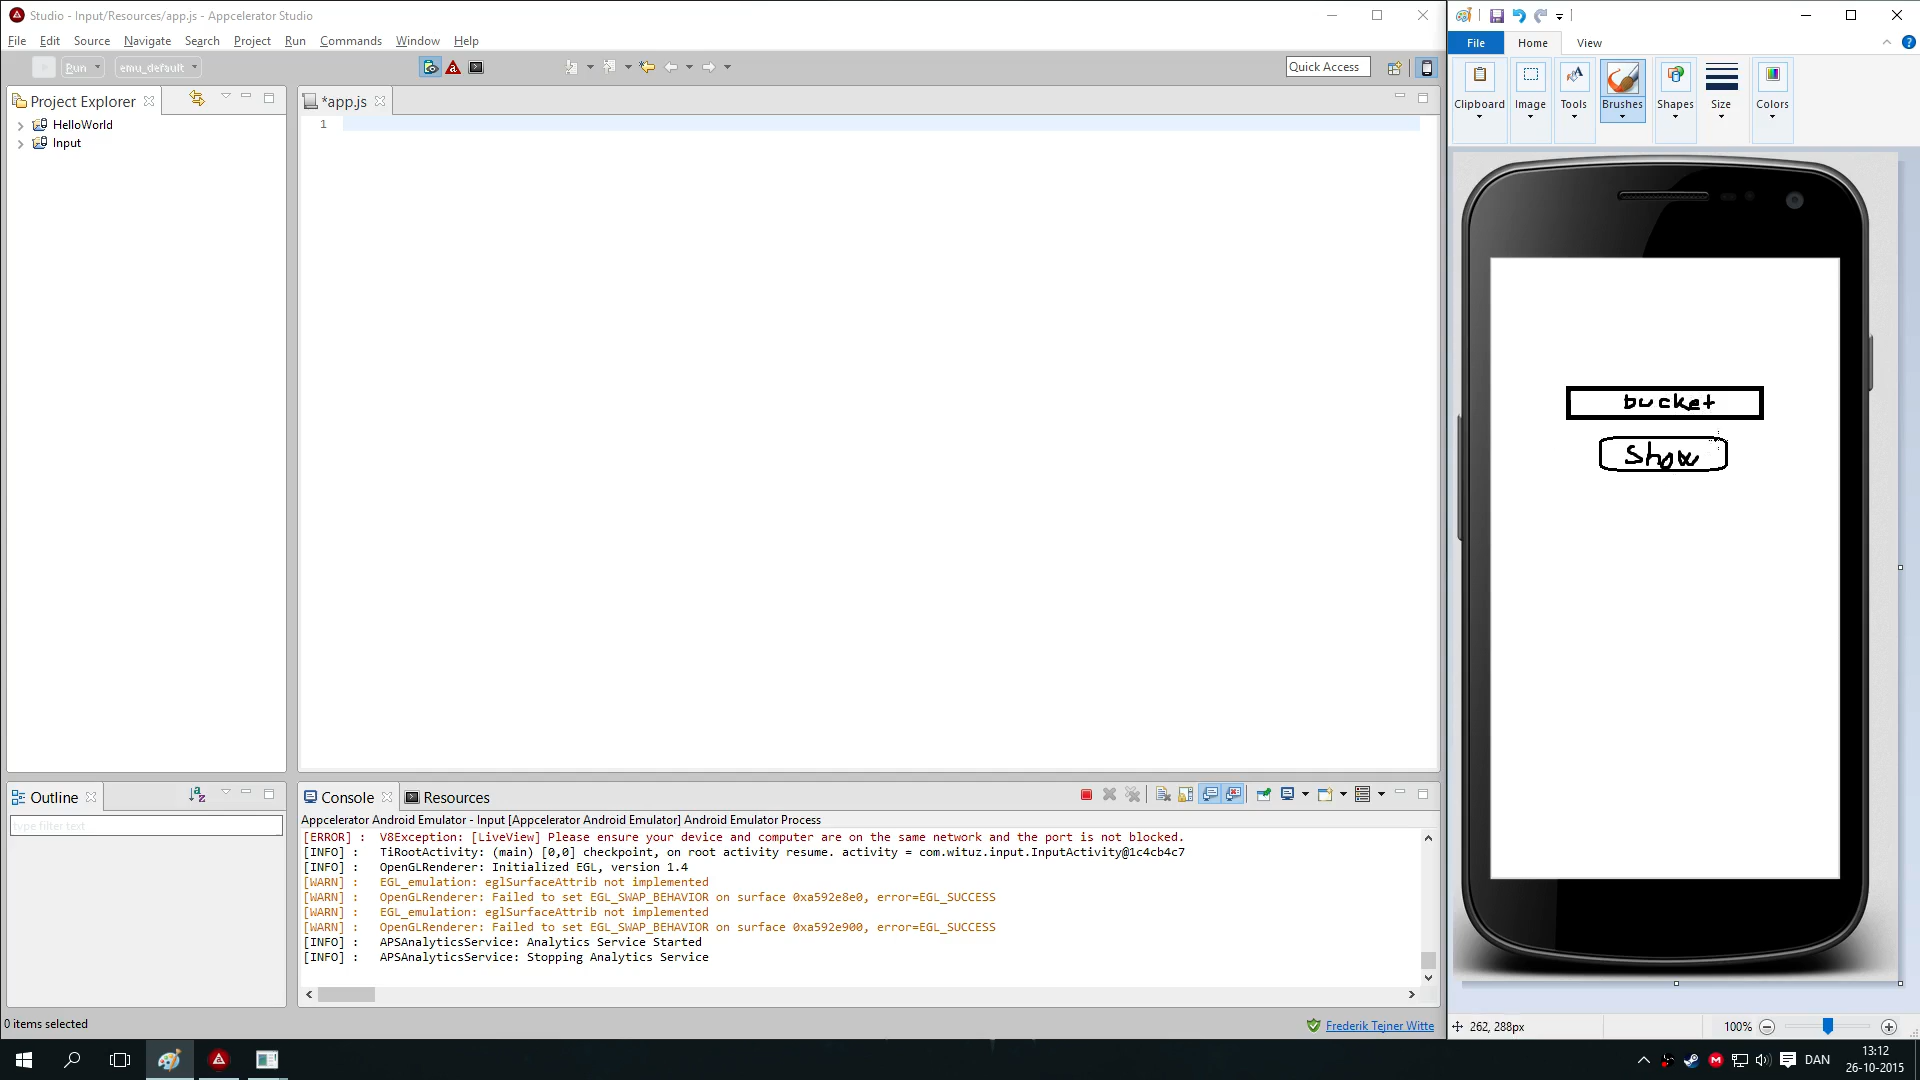 Studio - Input/Resources/app.js - Appcelerator Studio
File Edit Source Navigate Search Project Run Commands Window Help
Run emu_default Quick Access
Project Explorer
HelloWorld
Input
*app.js
1
Outline
type filter text
Console Resources
Appcelerator Android Emulator - Input [Appcelerator Android Emulator] Android Emulator Process
[ERROR] : V8Exception: [LiveView] Please ensure your device and computer are on the same network and the port is not blocked.
[INFO] : TiRootActivity: (main) [0,0] checkpoint, on root activity resume. activity = com.wituz.input.InputActivity@1c4cb4c7
[INFO] : OpenGLRenderer: Initialized EGL, version 1.4
[WARN] : EGL_emulation: eglSurfaceAttrib not implemented
[WARN] : OpenGLRenderer: Failed to set EGL_SWAP_BEHAVIOR on surface 0xa592e8e0, error=EGL_SUCCESS
[WARN] : EGL_emulation: eglSurfaceAttrib not implemented
[WARN] : OpenGLRenderer: Failed to set EGL_SWAP_BEHAVIOR on surface 0xa592e900, error=EGL_SUCCESS
[INFO] : APSAnalyticsService: Analytics Service Started
[INFO] : APSAnalyticsService: Stopping Analytics Service
0 items selected
Frederik Tejner Witte
File Home View
Clipboard Image Tools Brushes Shapes Size Colors
bucket
Show
262, 288px 100%
DAN
13:12
26-10-2015